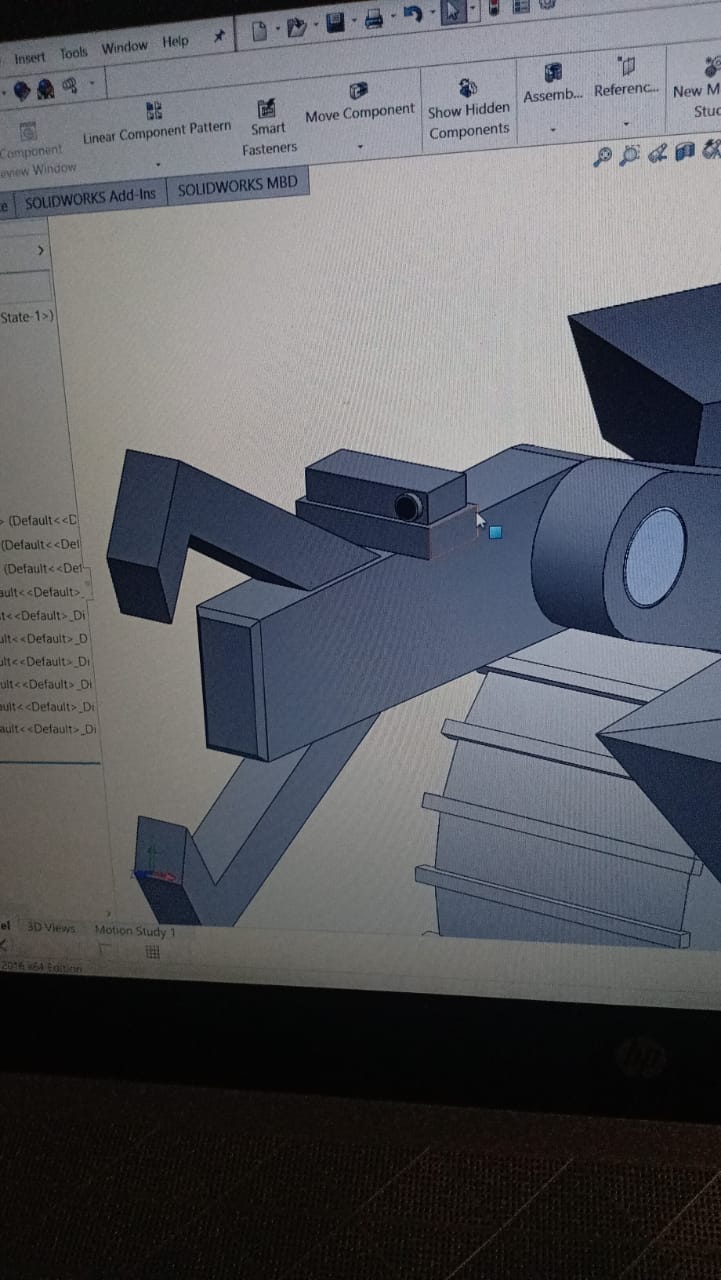 Insert Tools Window Help
Component
Linear Component Pattern
Smart
Fasteners
Move Component
Show Hidden
Components
Assemb...
Referenc...
New M
Stud
eview Window
e
SOLIDWORKS Add-Ins
SOLIDWORKS MBD
State-1>)
> (Default<<D
(Default<<Def
(Default<<Def
ault<<Default>_
t<<Default>_Di
ult<<Default>_D
ult<<Default>_Di
ult<<Default>_Di
ault<<Default>_Di
ault<<Default>_Di
el 3D Views Motion Study 1
2016 x64 Edition
hp